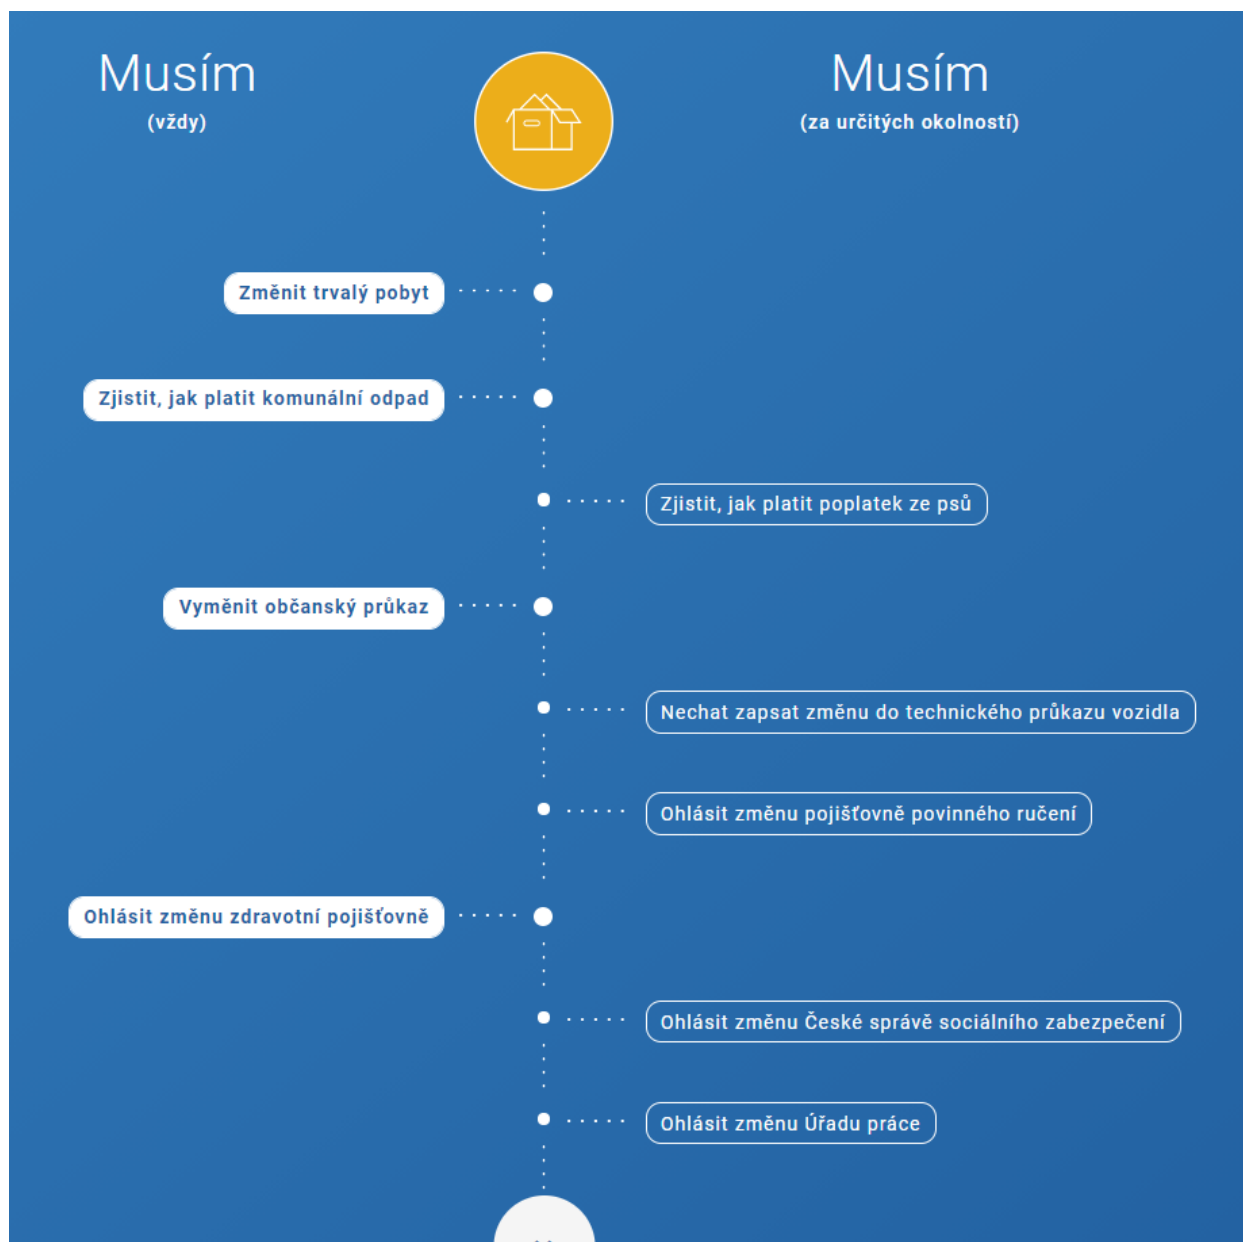 Musím
(vždy)
Musím
(za určitých okolností)
Změnit trvalý pobyt
Zjistit, jak platit komunální odpad
Zjistit, jak platit poplatek ze psů
Vyměnit občanský průkaz
Nechat zapsat změnu do technického průkazu vozidla
Ohlásit změnu pojišťovně povinného ručení
Ohlásit změnu zdravotní pojišťovně
Ohlásit změnu České správě sociálního zabezpečení
Ohlásit změnu Úřadu práce